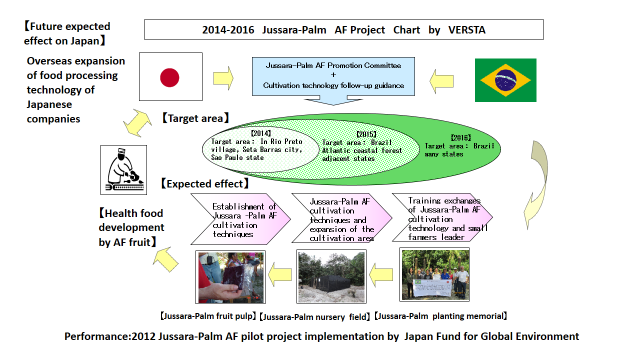 【Future expected
effect on Japan】
2014-2016 Jussara-Palm AF Project Chart by VERSTA
Overseas expansion
of food processing
technology of
Japanese
companies
Jussara-Palm AF Promotion Committee
+
Cultivation technology follow-up guidance
【Target area】
【2014】
Target area： In Rio Preto
village, Seta Barras city,
Sao Paulo state
【2015】
Target area： Brazil
Atlantic coastal forest
adjacent states
【2016】
Target area： Brazil
many states
【Expected effect】
Establishment of
Jussara -Palm AF
cultivation
techniques
Jussara-Palm AF
cultivation
techniques and
expansion of the
cultivation area
Training exchanges
of Jussara-Palm AF
cultivation
technology and small
farmers leader
【Health food
development
by AF fruit】
【Jussara-Palm fruit pulp】
【Jussara-Palm nursery field】
【Jussara-Palm planting memorial】
Performance:2012 Jussara-Palm AF pilot project implementation by Japan Fund for Global Environment